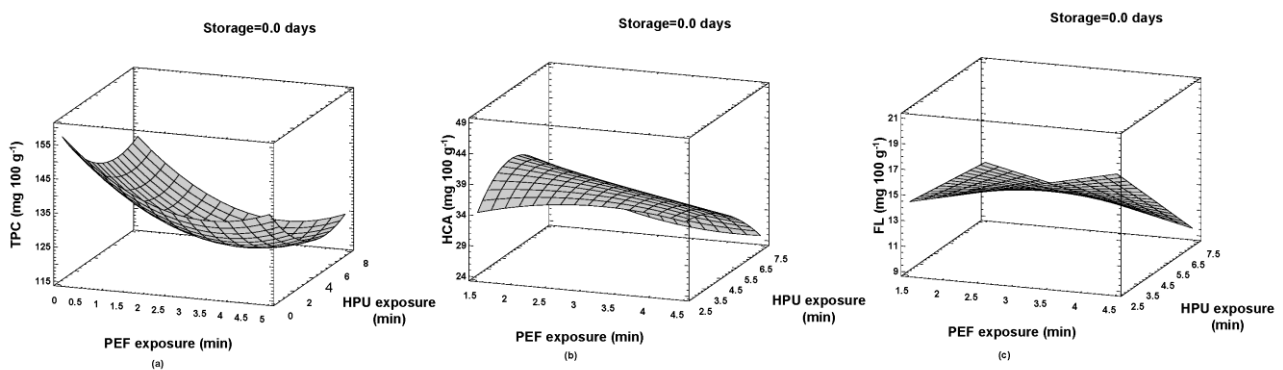 Storage=0.0 days
TPC (mg 100 g-1)
155
145
135
125
115
0 0.5 1 1.5 2 2.5 3 3.5 4 4.5 5
PEF exposure (min)
0 2 4 6 8
HPU exposure
(min)
(a)
Storage=0.0 days
HCA (mg 100 g-1)
49
44
39
34
29
24
1.5 2 2.5 3 3.5 4 4.5
PEF exposure (min)
2.5 3.5 4.5 5.5 6.5 7.5
HPU exposure
(min)
(b)
Storage=0.0 days
FL (mg 100 g-1)
21
19
17
15
13
11
9
1.5 2 2.5 3 3.5 4 4.5
PEF exposure (min)
2.5 3.5 4.5 5.5 6.5 7.5
HPU exposure
(min)
(c)